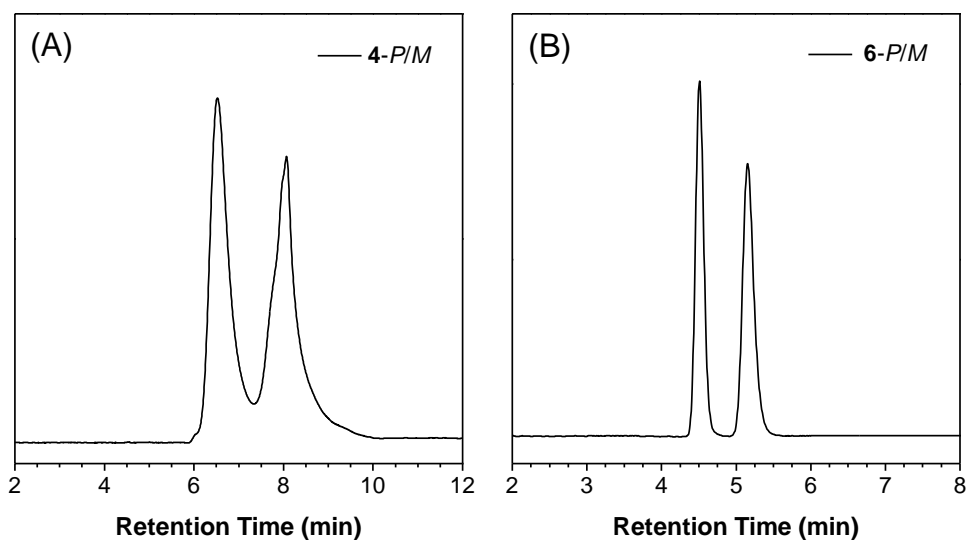 (A)
4-P/M
2 4 6 8 10 12
Retention Time (min)
(B)
6-P/M
2 3 4 5 6 7 8
Retention Time (min)